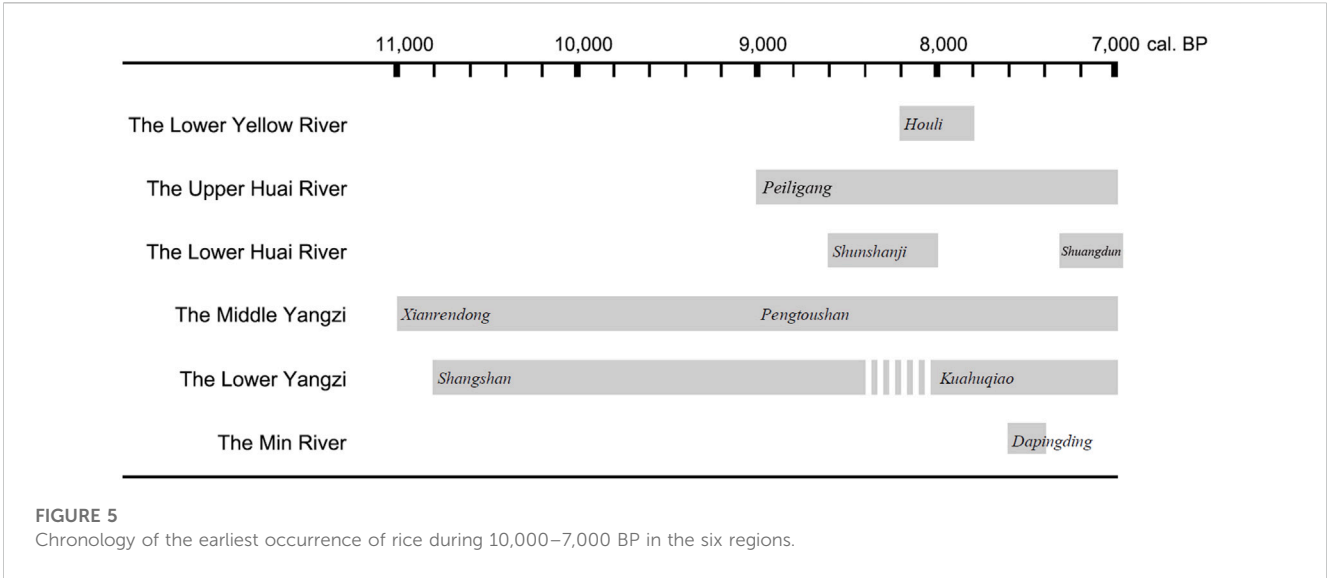 11,000 10,000 9,000 8,000 7,000 cal. BP
The Lower Yellow River Houli
The Upper Huai River Peiligang
The Lower Huai River Shunshanji Shuangdun
The Middle Yangzi Xianrendong Pengtoushan
The Lower Yangzi Shangshan Kuahuqiao
The Min River Dapingding
FIGURE 5
Chronology of the earliest occurrence of rice during 10,000–7,000 BP in the six regions.